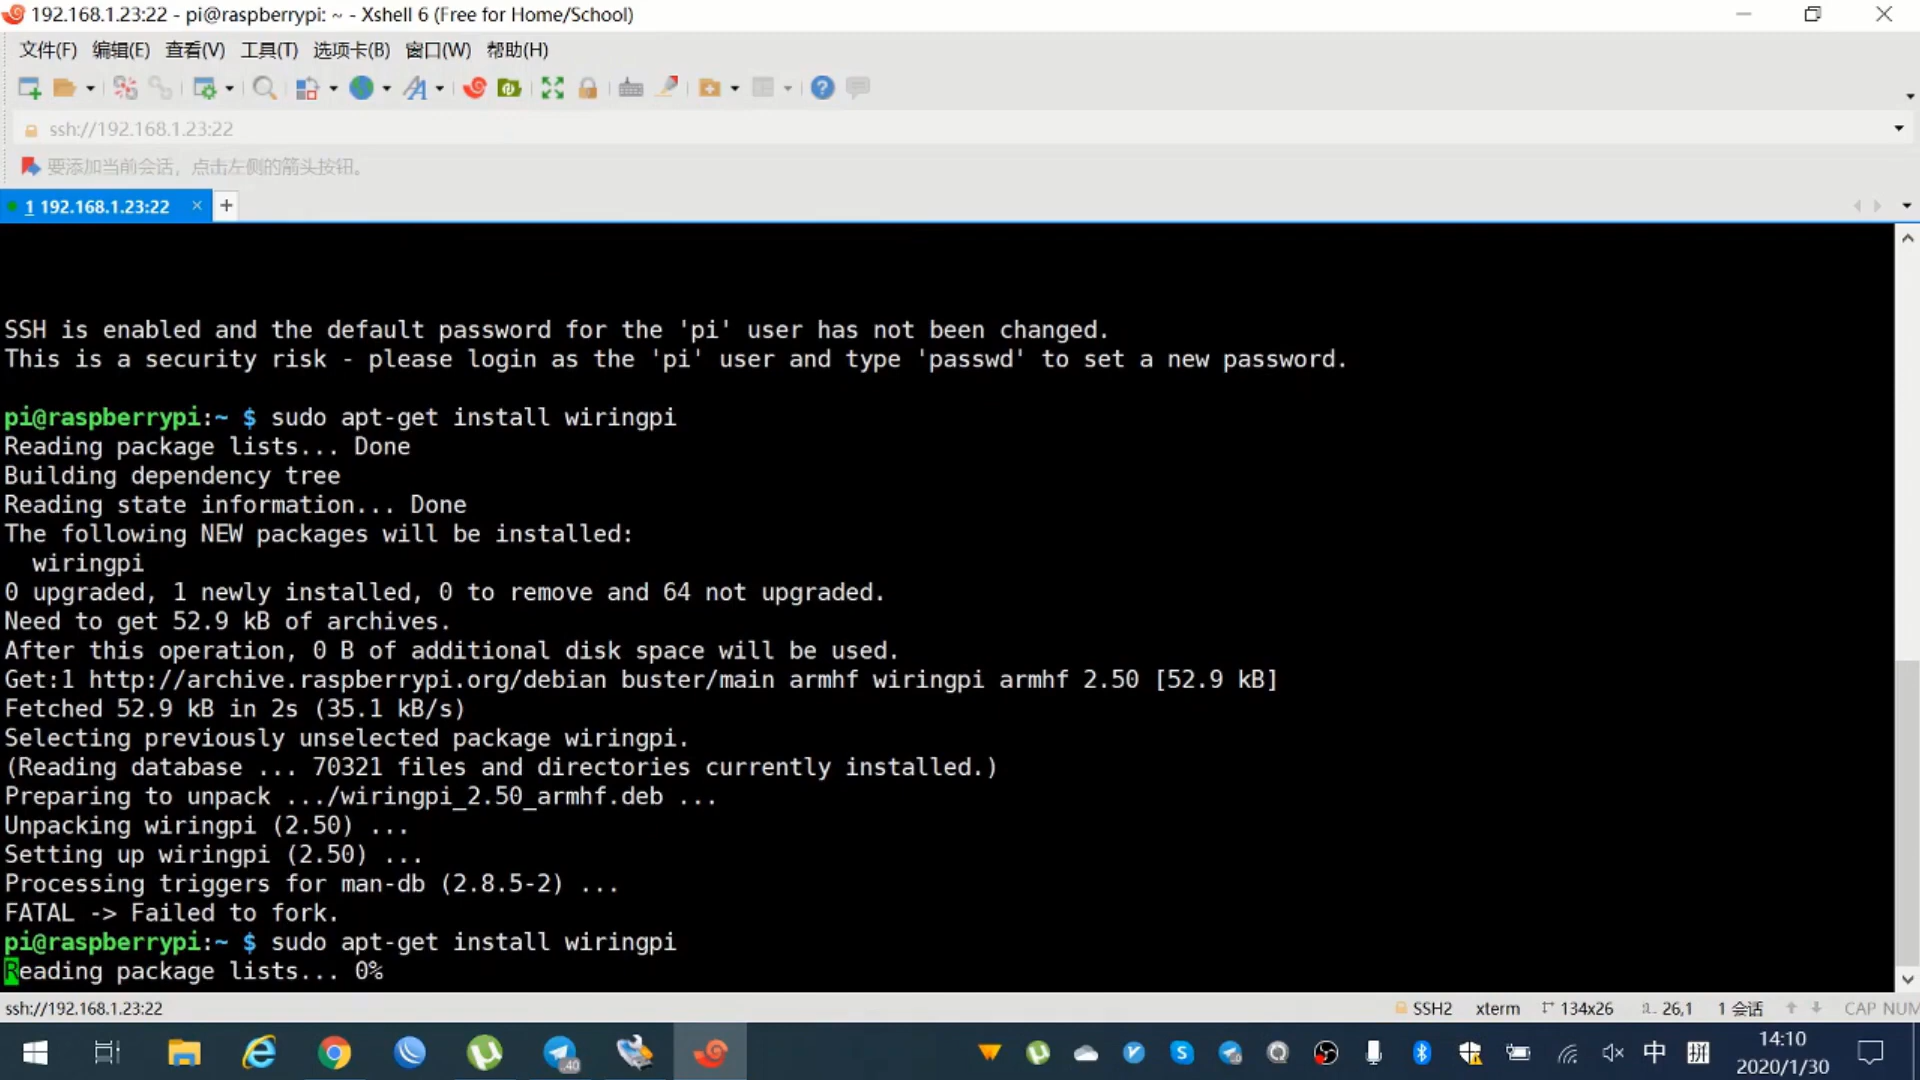 192.168.1.23:22 - pi@raspberrypi: ~ - Xshell 6 (Free for Home/School)
文件(F) 编辑(E) 查看(V) 工具(T) 选项卡(B) 窗口(W) 帮助(H)
ssh://192.168.1.23:22
要添加当前会话，点击左侧的箭头按钮。
1 192.168.1.23:22
SSH is enabled and the default password for the 'pi' user has not been changed.
This is a security risk - please login as the 'pi' user and type 'passwd' to set a new password.
pi@raspberrypi:~ $ sudo apt-get install wiringpi
Reading package lists... Done
Building dependency tree
Reading state information... Done
The following NEW packages will be installed:
wiringpi
0 upgraded, 1 newly installed, 0 to remove and 64 not upgraded.
Need to get 52.9 kB of archives.
After this operation, 0 B of additional disk space will be used.
Get:1 http://archive.raspberrypi.org/debian buster/main armhf wiringpi armhf 2.50 [52.9 kB]
Fetched 52.9 kB in 2s (35.1 kB/s)
Selecting previously unselected package wiringpi.
(Reading database ... 70321 files and directories currently installed.)
Preparing to unpack .../wiringpi_2.50_armhf.deb ...
Unpacking wiringpi (2.50) ...
Setting up wiringpi (2.50) ...
Processing triggers for man-db (2.8.5-2) ...
FATAL -> Failed to fork.
pi@raspberrypi:~ $ sudo apt-get install wiringpi
Reading package lists... 0%
ssh://192.168.1.23:22 SSH2 xterm 134x26 26,1 1 会话 CAP NUM
中 拼 14:10
2020/1/30